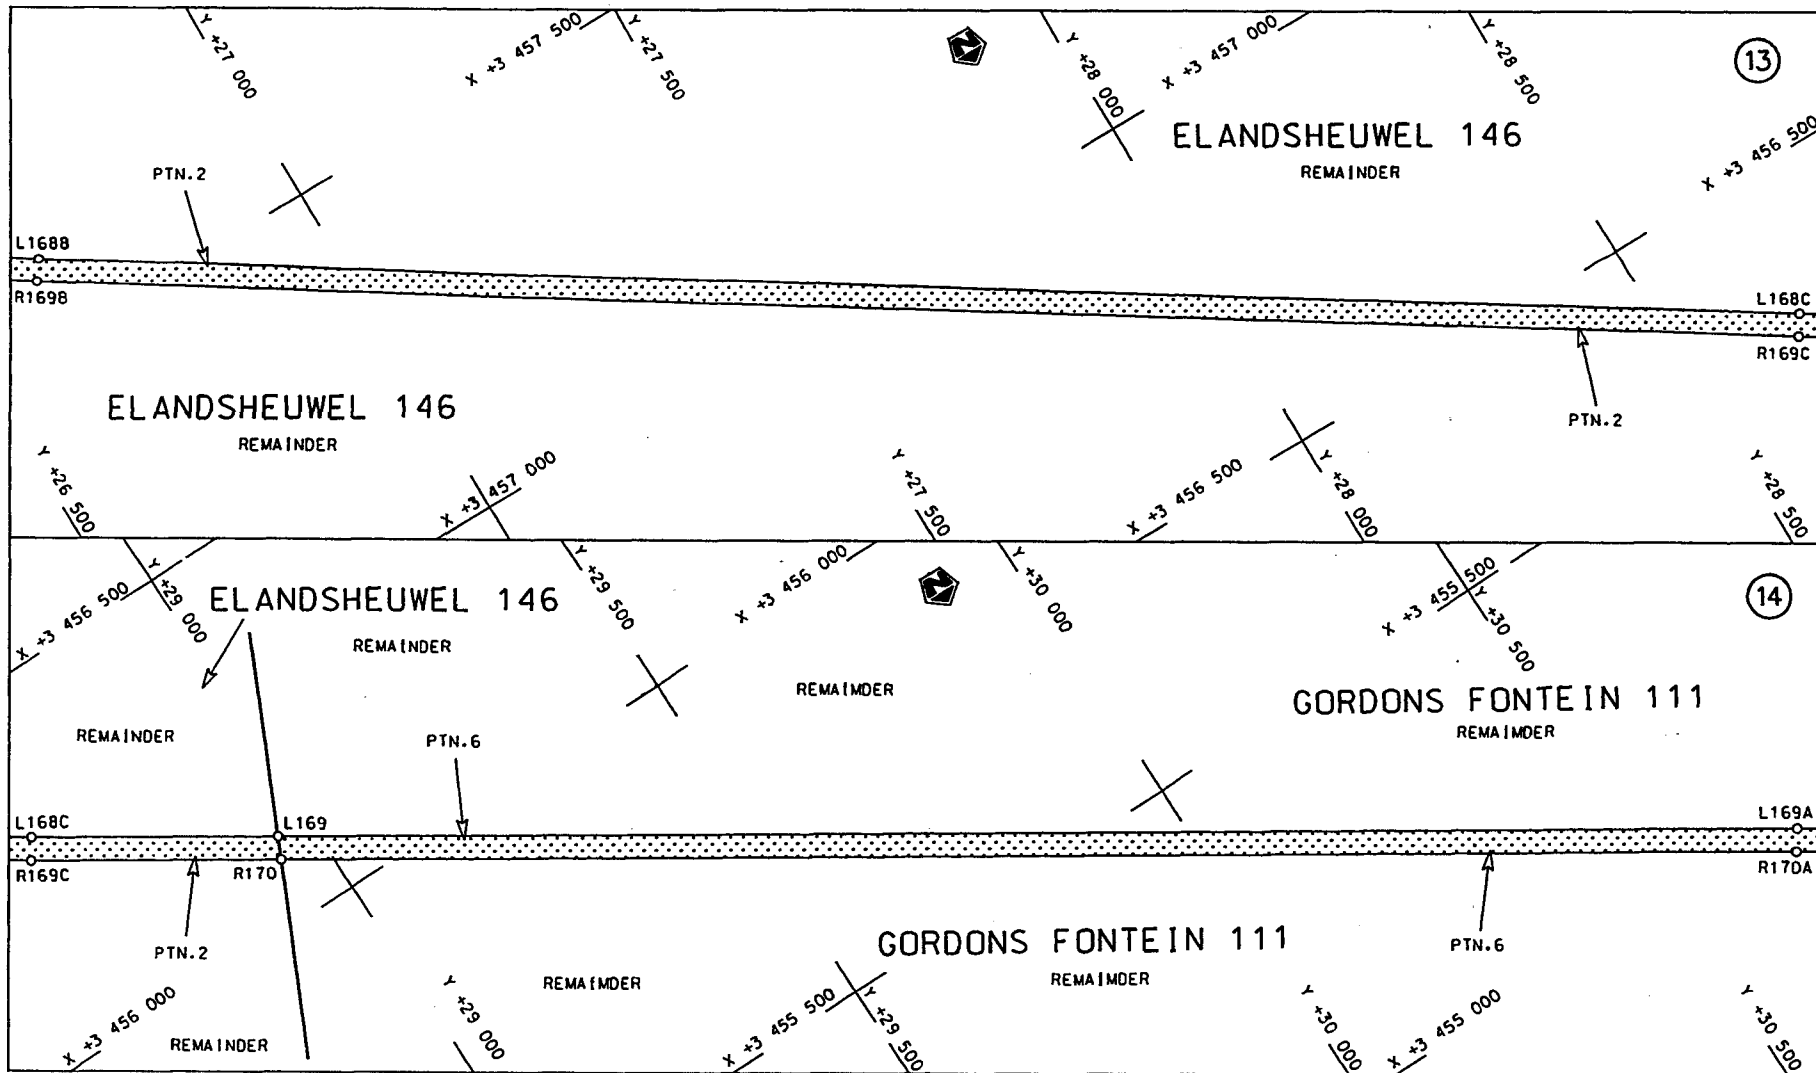 Y +27 000
X +3 457 500
Y +27 500
N
Y +28 000
X +3 457 000
Y +28 500
13
ELANDSHEUWEL 146
REMAINDER
X +3 456 500
PTN.2
L168B
R169B
L168C
R169C
ELANDSHEUWEL 146
REMAINDER
PTN.2
Y +26 500
X +3 457 000
Y +27 500
X +3 456 500
Y +28 000
Y +28 500
X +3 456 500
Y +29 000
ELANDSHEUWEL 146
REMAINDER
Y +29 500
X +3 456 000
N
Y +30 000
X +3 455 500
Y +30 500
14
REMAIMDER
GORDONS FONTEIN 111
REMAIMDER
REMAINDER
PTN.6
L168C
L169
L169A
R169C
R170
R170A
PTN.2
GORDONS FONTEIN 111
REMAIMDER
PTN.6
REMAIMDER
X +3 456 000
REMAINDER
Y +29 000
X +3 455 500
Y +29 500
Y +30 000
X +3 455 000
Y +30 500